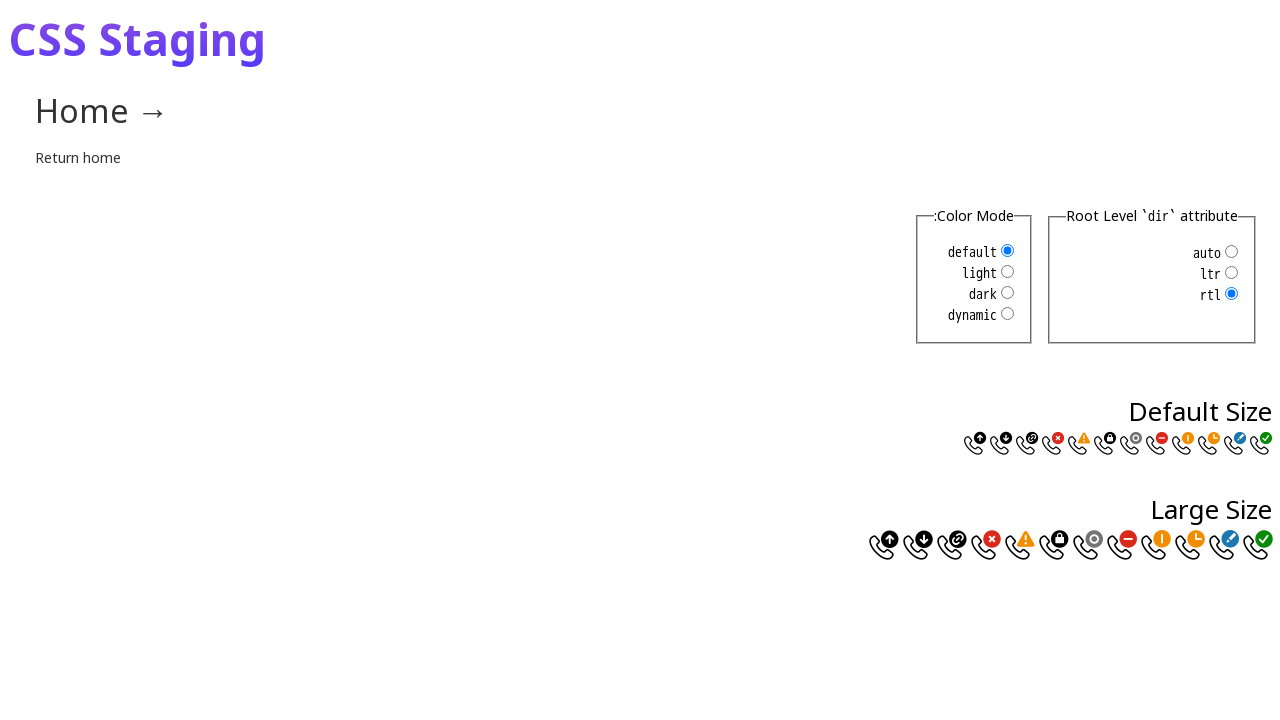 CSS Staging
Home →
Return home
Root Level `dir` attribute
auto
ltr
rtl
:Color Mode
default
light
dark
dynamic
Default Size
Large Size